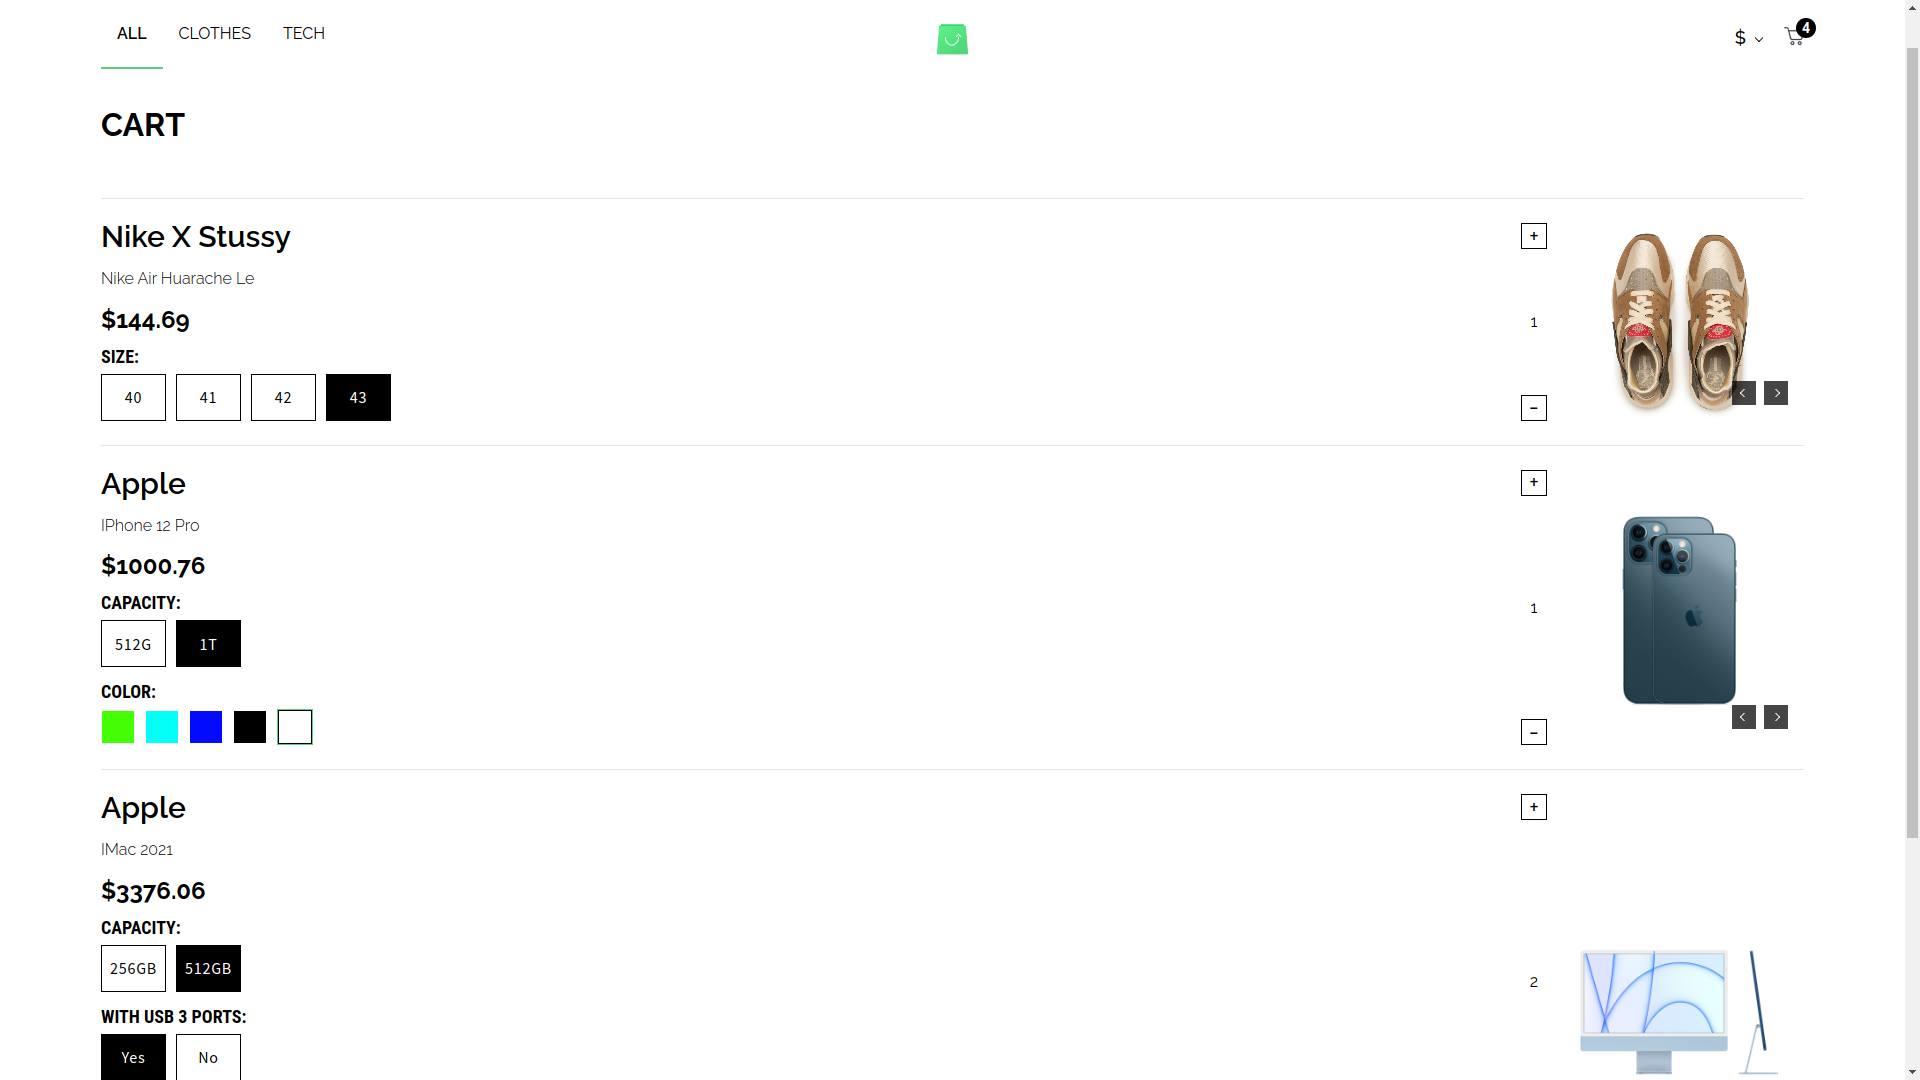 ALL CLOTHES TECH $ 4
CART
Nike X Stussy
Nike Air Huarache Le
$144.69
SIZE:
40 41 42 43
+
1
−
Apple
IPhone 12 Pro
$1000.76
CAPACITY:
512G 1T
COLOR:
+
1
−
Apple
IMac 2021
$3376.06
CAPACITY:
256GB 512GB
WITH USB 3 PORTS:
Yes No
+
2